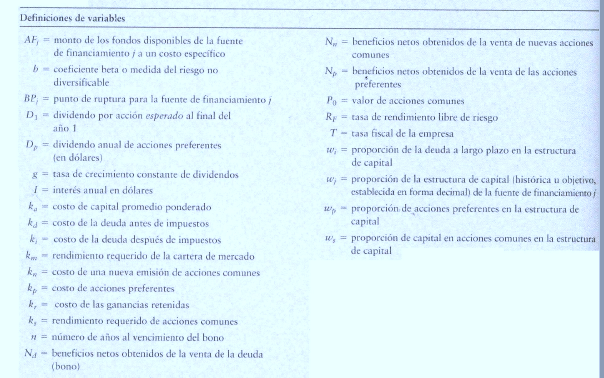 Definiciones de variables
AFj = monto de los fondos disponibles de la fuente
de financiamiento j a un costo específico
b = coeficiente beta o medida del riesgo no
diversificable
BPj = punto de ruptura para la fuente de financiamiento j
D1 = dividendo por acción esperado al final del
año 1
Dp = dividendo anual de acciones preferentes
(en dólares)
g = tasa de crecimiento constante de dividendos
I = interés anual en dólares
ka = costo de capital promedio ponderado
kd = costo de la deuda antes de impuestos
ki = costo de la deuda después de impuestos
km = rendimiento requerido de la cartera de mercado
kn = costo de una nueva emisión de acciones comunes
kp = costo de acciones preferentes
kr = costo de las ganancias retenidas
ks = rendimiento requerido de acciones comunes
n = número de años al vencimiento del bono
Nd = beneficios netos obtenidos de la venta de la deuda
(bono)
Nn = beneficios netos obtenidos de la venta de nuevas acciones
comunes
Np = beneficios netos obtenidos de la venta de las acciones
preferentes
P0 = valor de acciones comunes
RF = tasa de rendimiento libre de riesgo
T = tasa fiscal de la empresa
wi = proporción de la deuda a largo plazo en la estructura
de capital
wj = proporción de la estructura de capital (histórica u objetivo,
establecida en forma decimal) de la fuente de financiamiento j
wp = proporción de acciones preferentes en la estructura de
capital
ws = proporción de capital en acciones comunes en la estructura
de capital